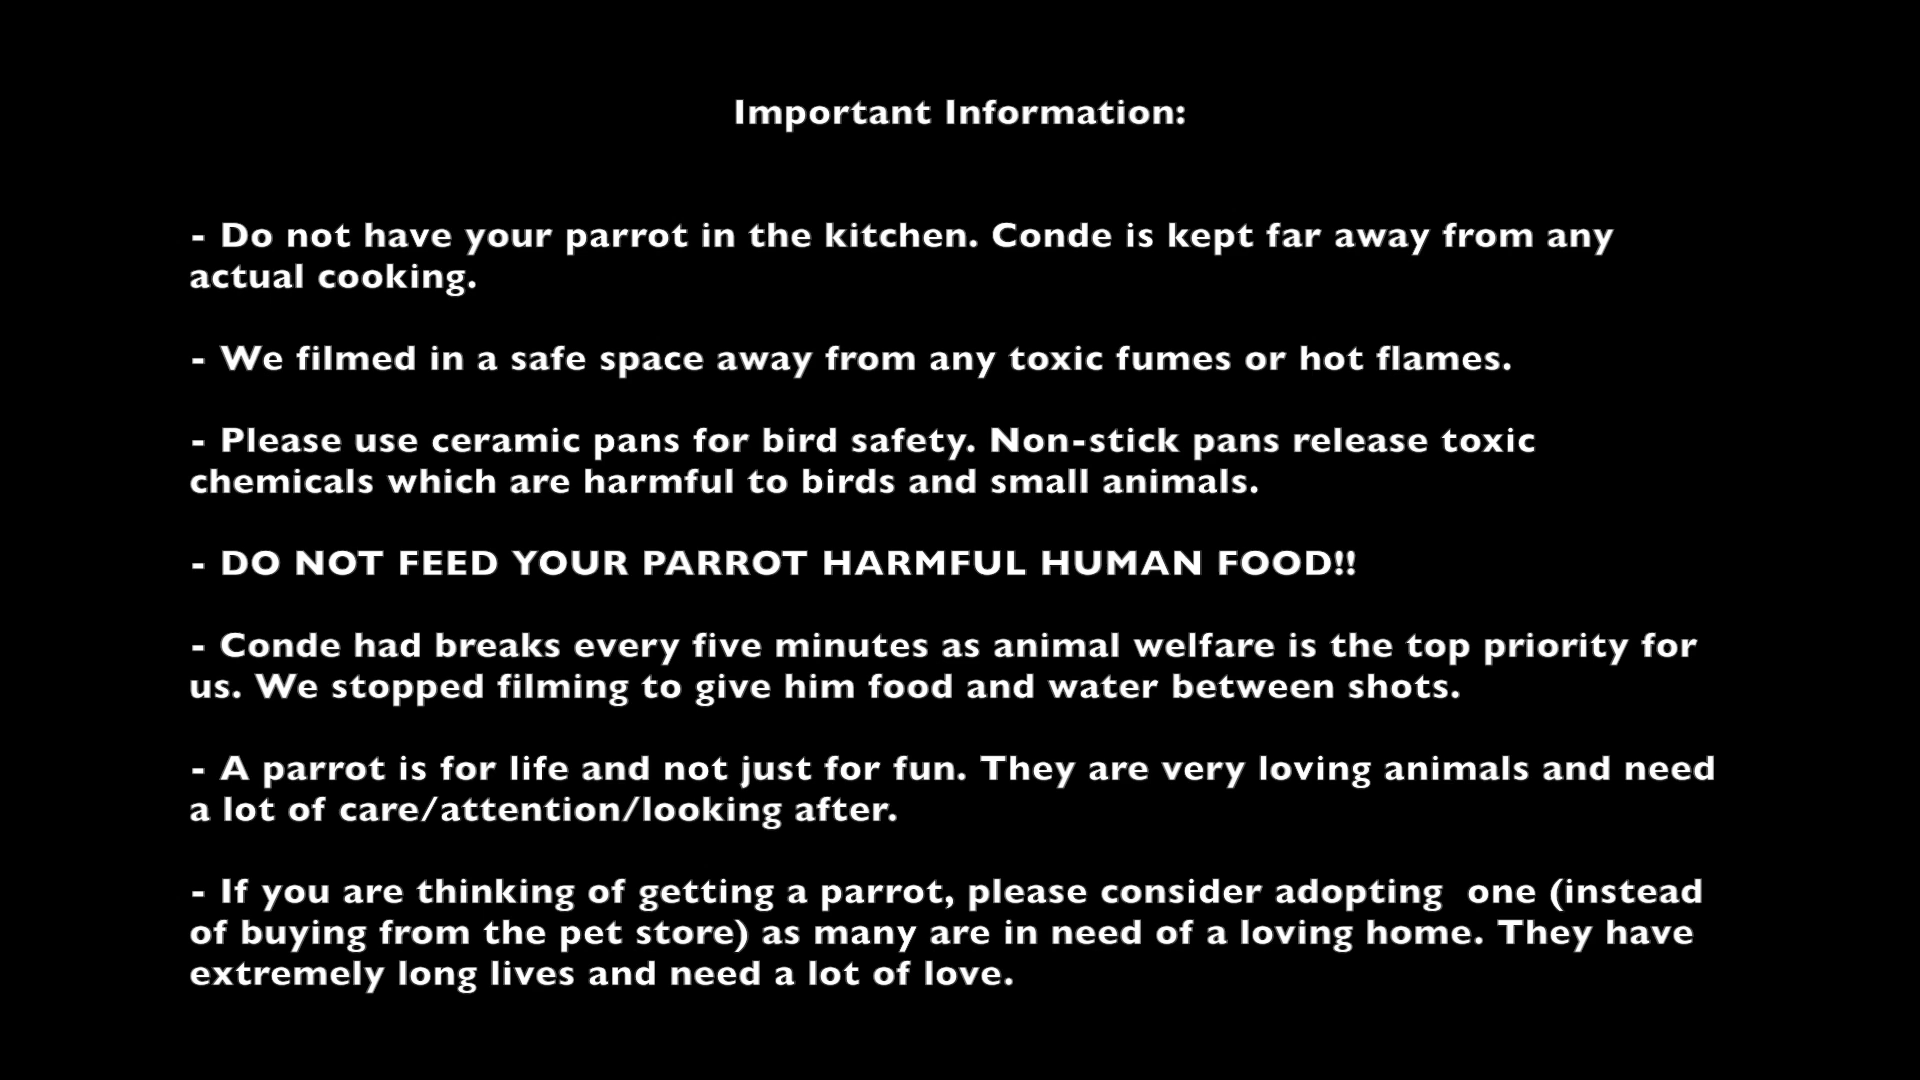 Important Information:
- Do not have your parrot in the kitchen. Conde is kept far away from any
actual cooking.
- We filmed in a safe space away from any toxic fumes or hot flames.
- Please use ceramic pans for bird safety. Non-stick pans release toxic
chemicals which are harmful to birds and small animals.
- DO NOT FEED YOUR PARROT HARMFUL HUMAN FOOD!!
- Conde had breaks every five minutes as animal welfare is the top priority for
us. We stopped filming to give him food and water between shots.
- A parrot is for life and not just for fun. They are very loving animals and need
a lot of care/attention/looking after.
- If you are thinking of getting a parrot, please consider adopting  one (instead
of buying from the pet store) as many are in need of a loving home. They have
extremely long lives and need a lot of love.